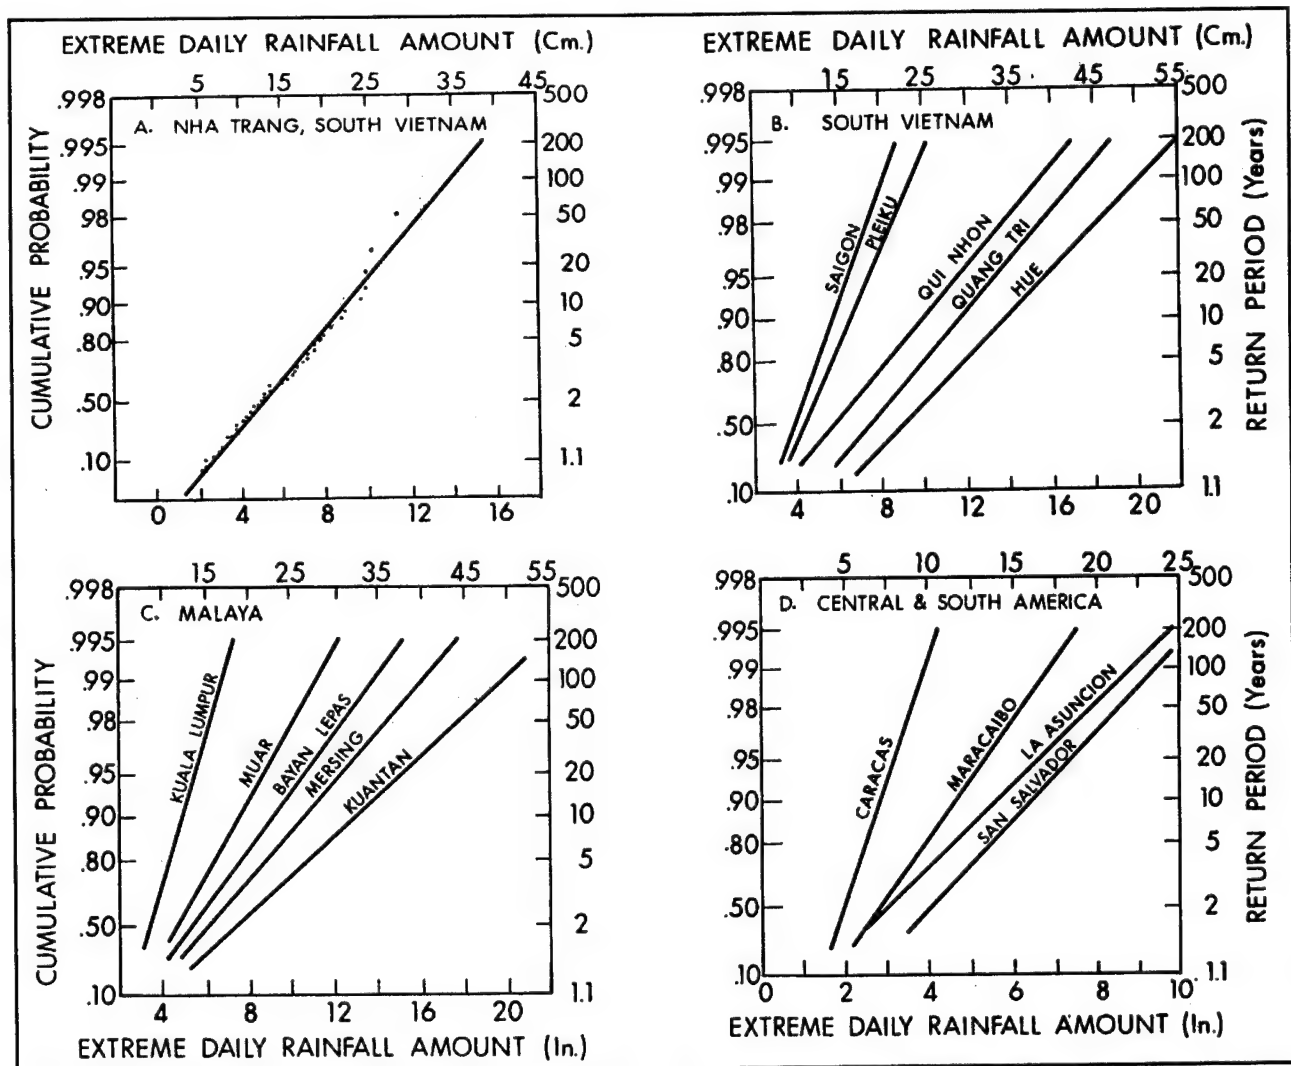 EXTREME DAILY RAINFALL AMOUNT (Cm.)
5 15 25 35 45
.998 500
A. NHA TRANG, SOUTH VIETNAM
.995 200
.99 100
.98 50
.95 20
.90 10
.80 5
.50 2
.10 1.1
0 4 8 12 16
CUMULATIVE PROBABILITY
EXTREME DAILY RAINFALL AMOUNT (Cm.)
15 25 35 45 55
.998 500
B. SOUTH VIETNAM
.995 200
.99 100
.98 50
.95 20
.90 10
.80 5
.50 2
.10 1.1
4 8 12 16 20
SAIGON
PLEIKU
QUI NHON
QUANG TRI
HUE
RETURN PERIOD (Years)
15 25 35 45 55
.998 500
C. MALAYA
.995 200
.99 100
.98 50
.95 20
.90 10
.80 5
.50 2
.10 1.1
4 8 12 16 20
KUALA LUMPUR
MUAR
BAYAN LEPAS
MERSING
KUANTAN
CUMULATIVE PROBABILITY
EXTREME DAILY RAINFALL AMOUNT (In.)
5 10 15 20 25
.998 500
D. CENTRAL & SOUTH AMERICA
.995 200
.99 100
.98 50
.95 20
.90 10
.80 5
.50 2
.10 1.1
0 2 4 6 8 10
CARACAS
MARACAIBO
LA ASUNCION
SAN SALVADOR
RETURN PERIOD (Years)
EXTREME DAILY RAINFALL AMOUNT (In.)